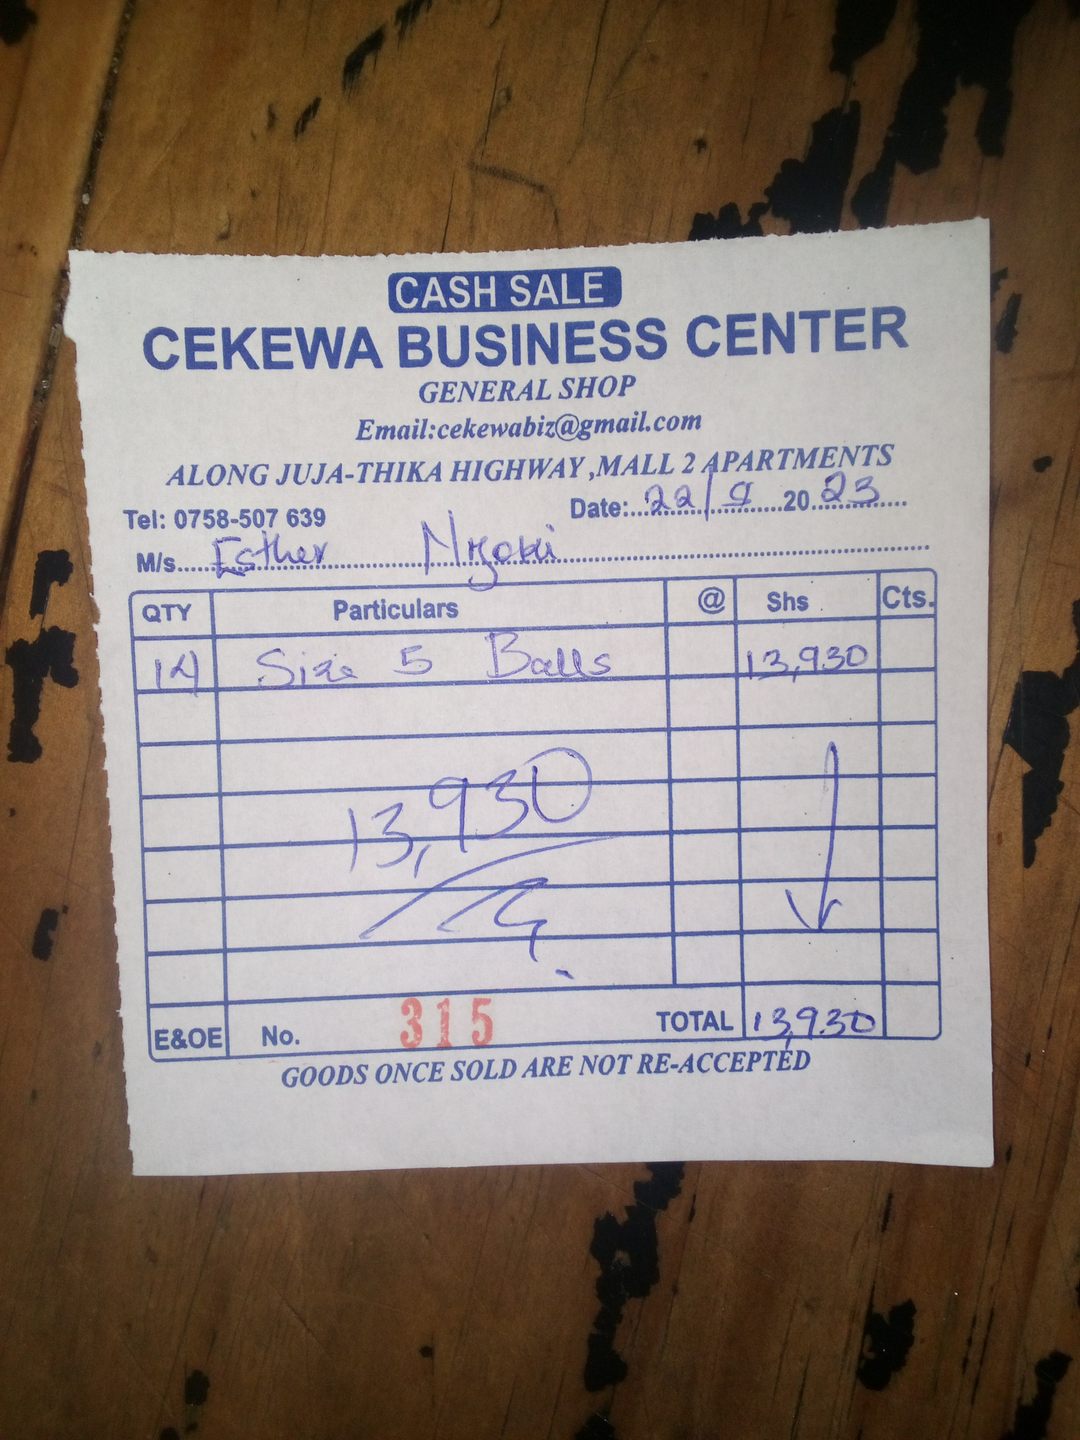 CASH SALE
CEKEWA BUSINESS CENTER
GENERAL SHOP
Email:cekewabiz@gmail.com
ALONG JUJA-THIKA HIGHWAY ,MALL 2 APARTMENTS
Tel: 0758-507 639 Date:...22/9...20.23....
M/s....Esther Njoki
QTY Particulars @ Shs Cts.
14 Size 5 Balls 13,930
13,930
E&OE No. 315 TOTAL 13,930
GOODS ONCE SOLD ARE NOT RE-ACCEPTED